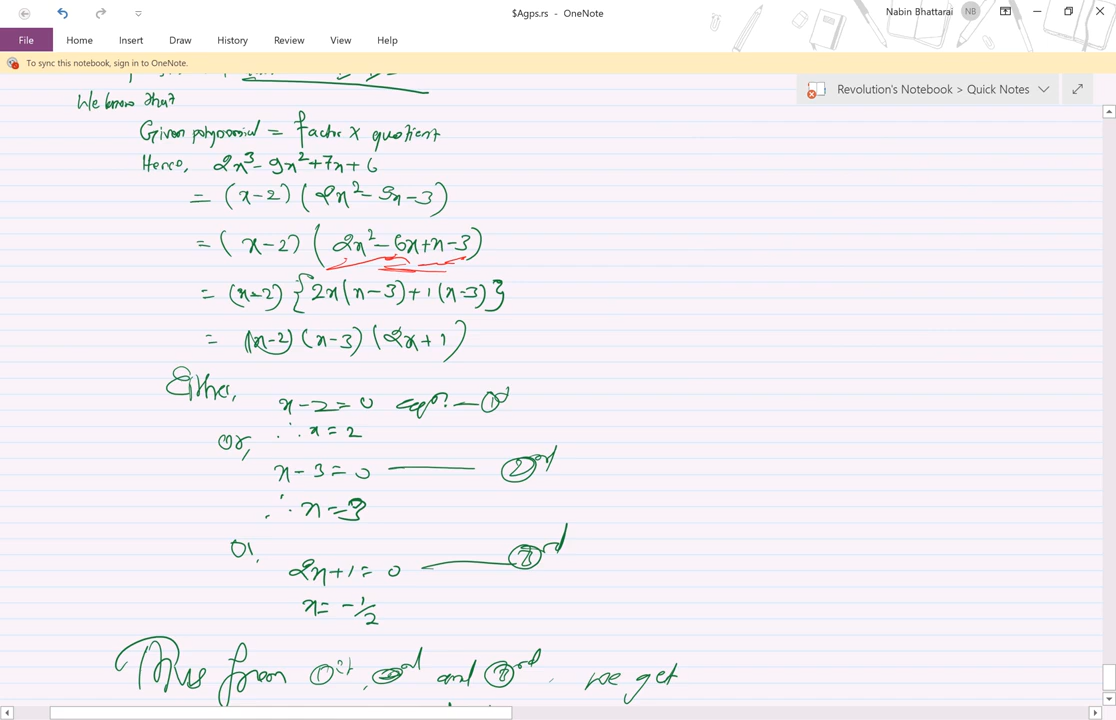 $Agps.rs - OneNote
Nabin Bhattarai NB
File Home Insert Draw History Review View Help
To sync this notebook, sign in to OneNote.
Revolution's Notebook > Quick Notes
We know that
Given polynomial = factor x quotient
Hence, 2x³ - 9x² + 7x + 6
= (x-2) (2x² - 5x - 3)
= (x-2) (2x² - 6x + x - 3)
= (x-2) {2x(x-3)+1(x-3)}
= (x-2) (x-3) (2x+1)
Either,
x-2=0 eqn. — 1st
∴ x = 2
Or,
x - 3 = 0 — 2nd
∴ x = 3
Or,
2x+1=0 — 3rd
x = -1/2
Thus from 1st, 2nd and 3rd, we get